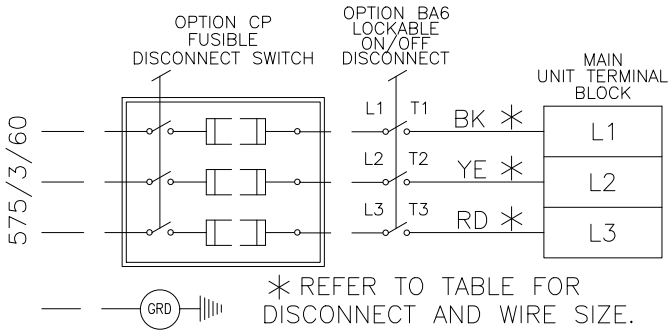 OPTION CP
FUSIBLE
DISCONNECT SWITCH
OPTION BA6
LOCKABLE
ON/OFF
DISCONNECT
MAIN
UNIT TERMINAL
BLOCK
575/3/60
L1 T1
BK *
L1
L2 T2
YE *
L2
L3 T3
RD *
L3
GRD
* REFER TO TABLE FOR
DISCONNECT AND WIRE SIZE.